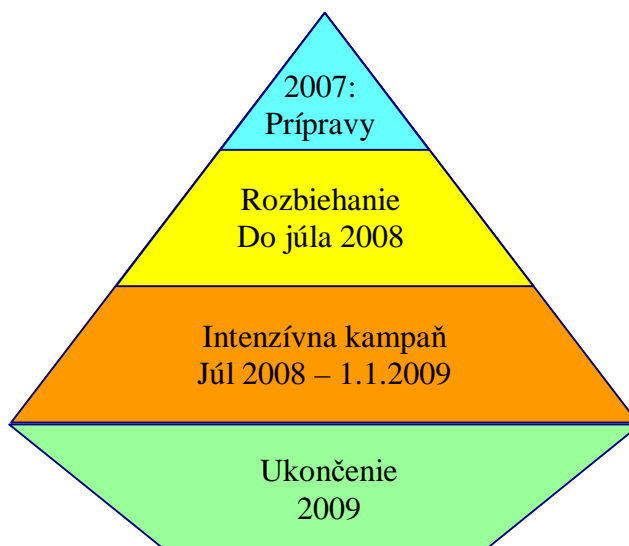 2007:
Prípravy
Rozbiehanie
Do júla 2008
Intenzívna kampaň
Júl 2008 – 1.1.2009
Ukončenie
2009